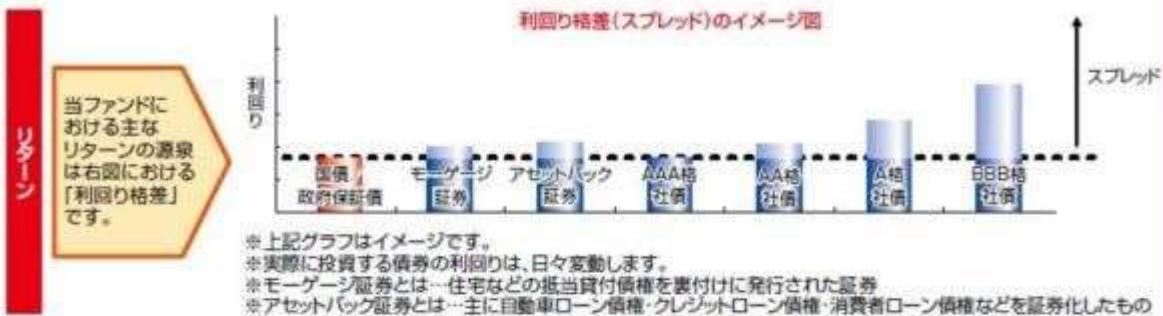 利回り格差(スプレッド)のイメージ図
リターン
当ファンドに
おける主な
リターンの源泉
は右図における
「利回り格差」
です。
利回り
スプレッド
国債
政府保証債
モーゲージ
証券
アセットバック
証券
AAA格
社債
AA格
社債
A格
社債
BBB格
社債
※上記グラフはイメージです。
※実際に投資する債券の利回りは、日々変動します。
※モーゲージ証券とは…住宅などの抵当貸付債権を裏付けに発行された証券
※アセットバック証券とは…主に自動車ローン債権・クレジットローン債権・消費者ローン債権などを証券化したもの